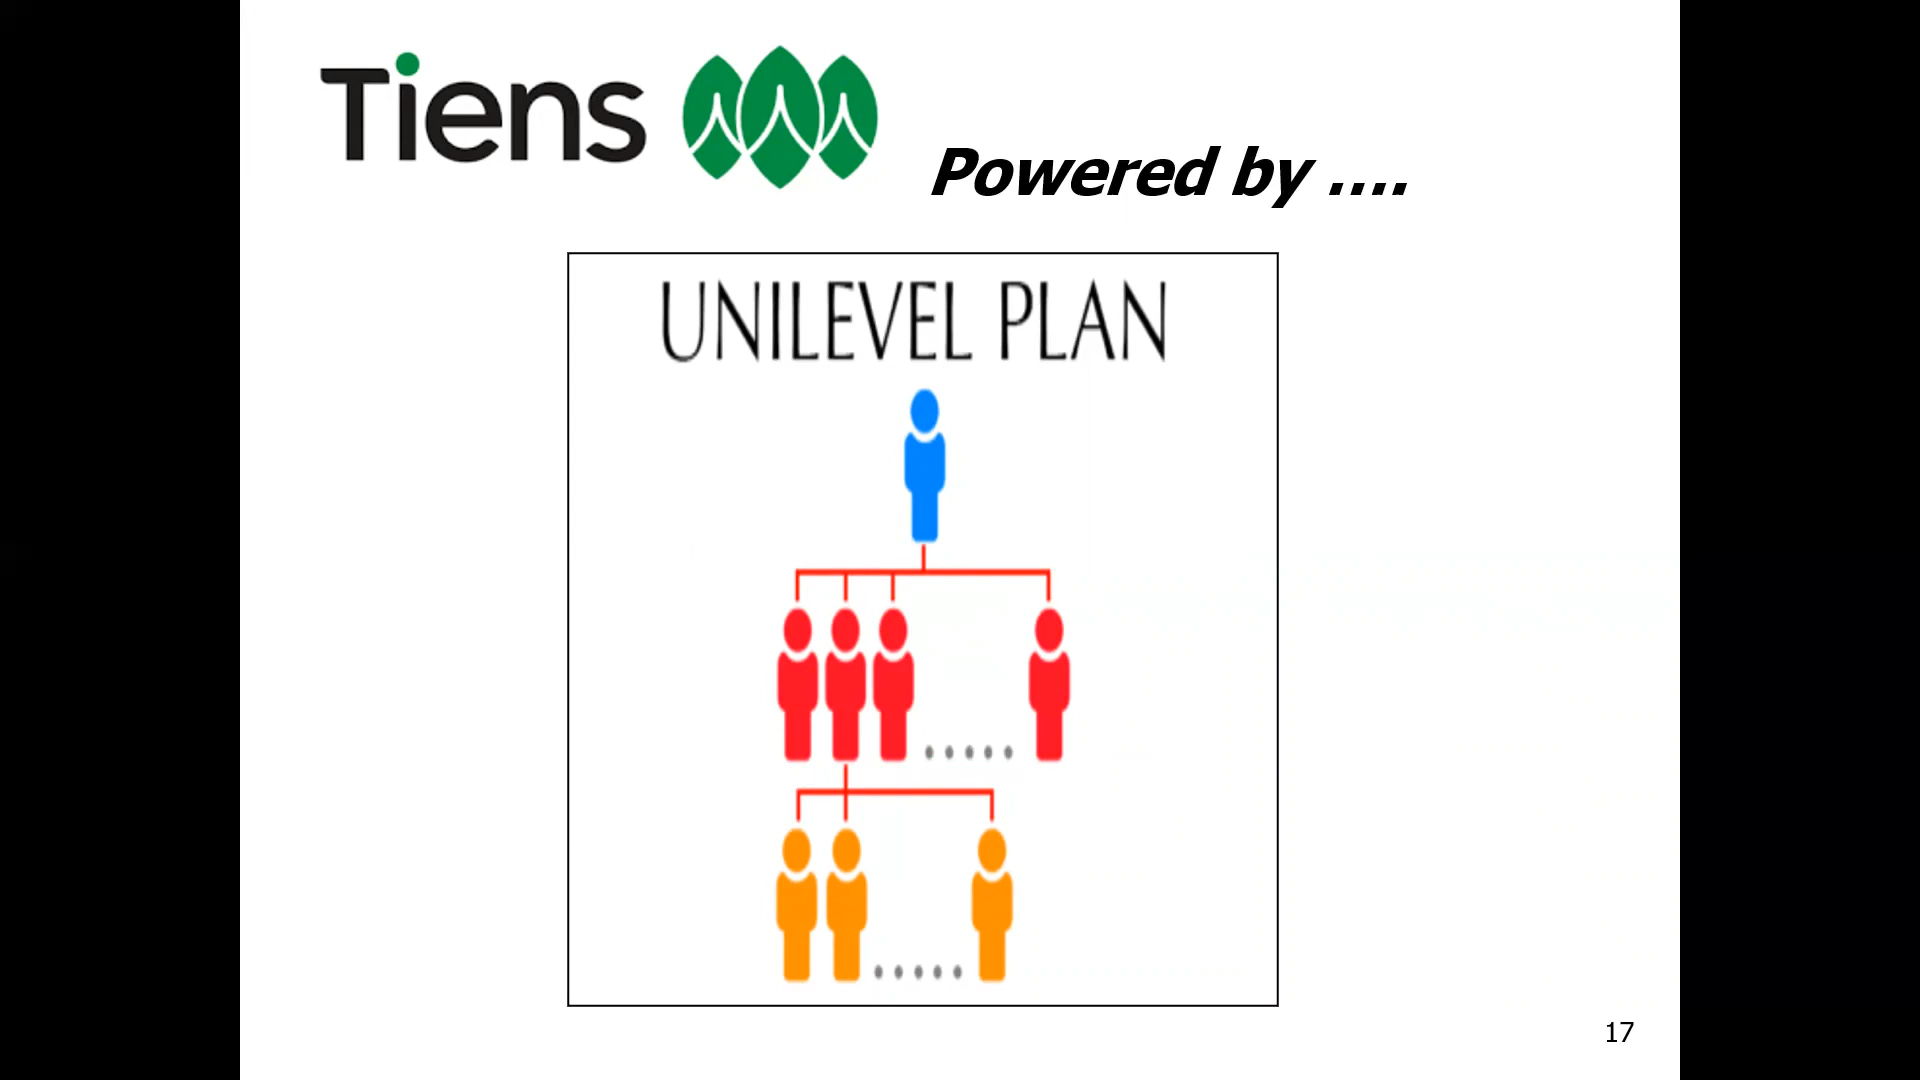 Tiens
Powered by ....
UNILEVEL PLAN
.....
.....
17